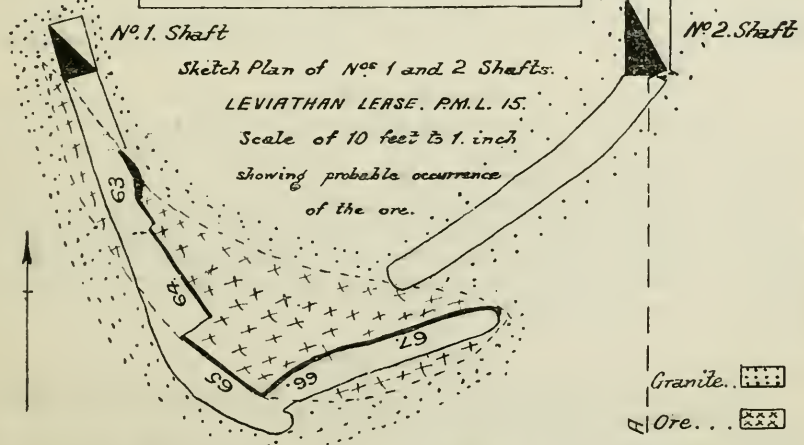 Nº.1. Shaft
Nº 2. Shaft
Sketch Plan of Nos 1 and 2 Shafts.
LEVIATHAN LEASE. P.M.L. 15.
Scale of 10 feet to 1. inch
showing probable occurrence
of the ore.
63
64
65
66
67.
Granite..
A
Ore...